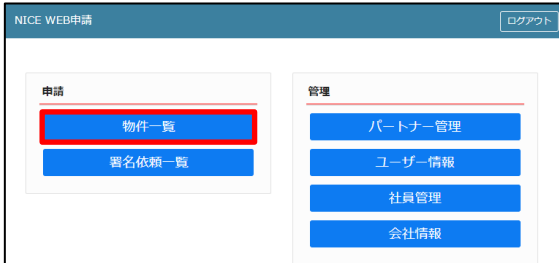 NICE WEB申請
ログアウト
申請
物件一覧
署名依頼一覧
管理
パートナー管理
ユーザー情報
社員管理
会社情報